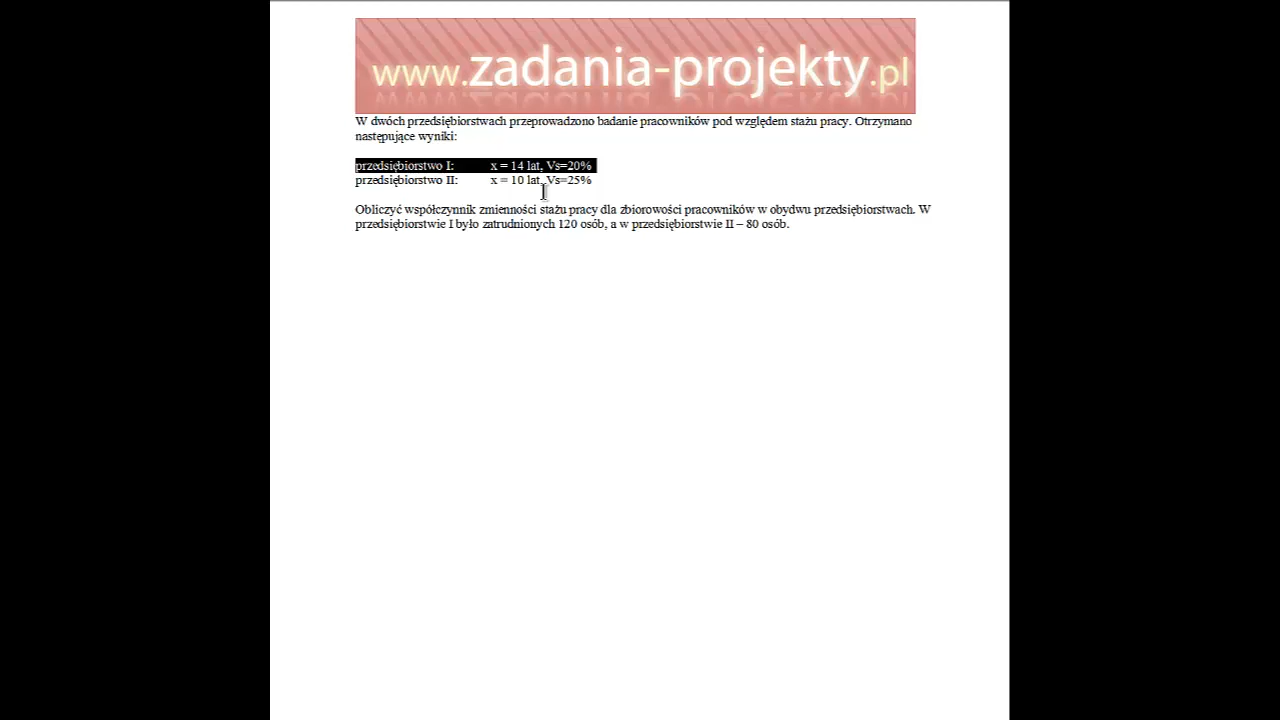 www.zadania-projekty.pl
W dwóch przedsiębiorstwach przeprowadzono badanie pracowników pod względem stażu pracy. Otrzymano
następujące wyniki:
przedsiębiorstwo I: x = 14 lat, Vs=20%
przedsiębiorstwo II: x = 10 lat, Vs=25%
Obliczyć współczynnik zmienności stażu pracy dla zbiorowości pracowników w obydwu przedsiębiorstwach. W
przedsiębiorstwie I było zatrudnionych 120 osób, a w przedsiębiorstwie II – 80 osób.